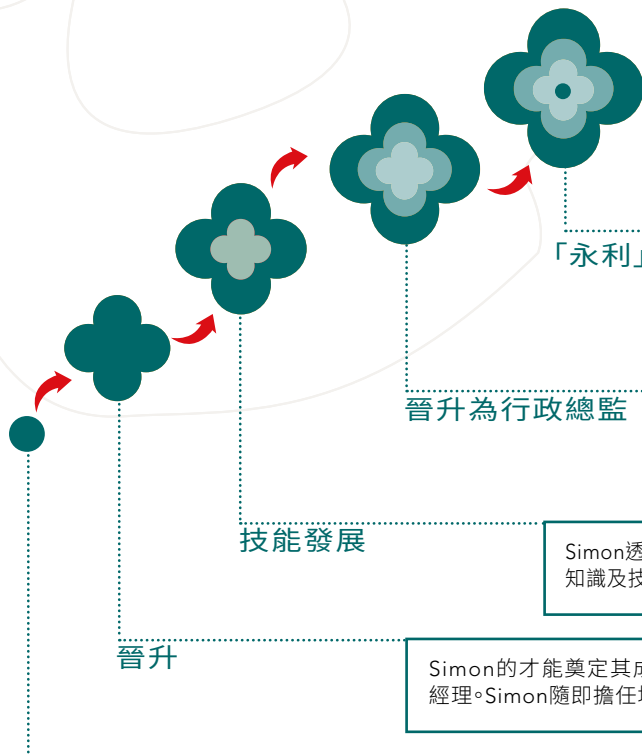 「永利」
晉升為行政總監
技能發展
Simon透
知識及技
晉升
Simon的才能奠定其成
經理。Simon隨即擔任